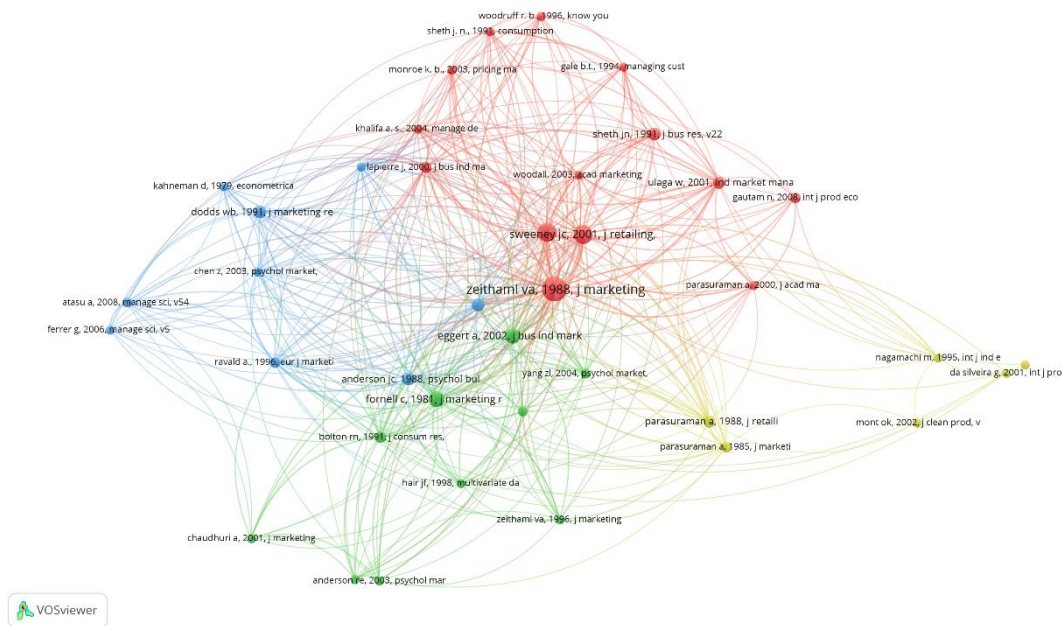 woodruff r. b., 1996, know you
sheth j. n., 1991, consumption
monroe k. b., 2003, pricing ma
gale b.t., 1994, managing cust
khalifa a. s., 2004, manage de
sheth jn, 1991, j bus res, v22
lapierre j, 2000, j bus ind ma
woodall, 2003, acad marketing
ulaga w, 2001, ind market mana
kahneman d, 1979, econometrica
gautam n, 2008, int j prod eco
dodds wb, 1991, j marketing re
sweeney jc, 2001, j retailing,
chen z, 2003, psychol market,
zeithaml va, 1988, j marketing
parasuraman a, 2000, j acad ma
atasu a, 2008, manage sci, v54
ferrer g, 2006, manage sci, v5
eggert a, 2002, j bus ind mark
nagamachi m, 1995, int j ind e
ravald a., 1996, eur j marketi
yang zl, 2004, psychol market,
da silveira g, 2001, int j pro
anderson jc, 1988, psychol bul
fornell c, 1981, j marketing r
parasuraman a, 1988, j retaili
mont ok, 2002, j clean prod, v
bolton rn, 1991, j consum res,
parasuraman a, 1985, j marketi
hair jf, 1998, multivariate da
zeithaml va, 1996, j marketing
chaudhuri a, 2001, j marketing
anderson re, 2003, psychol mar
VOSviewer